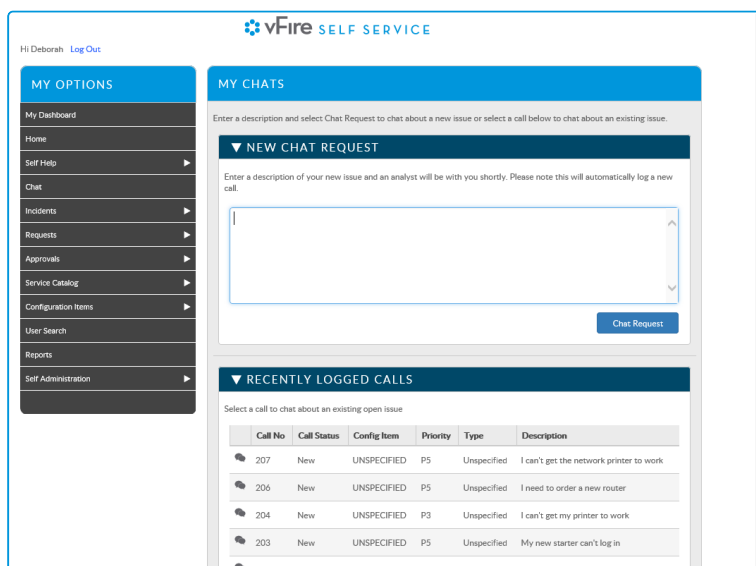 vFire SELF SERVICE
Hi Deborah Log Out
MY OPTIONS
My Dashboard
Home
Self Help
Chat
Incidents
Requests
Approvals
Service Catalog
Configuration Items
User Search
Reports
Self Administration
MY CHATS
Enter a description and select Chat Request to chat about a new issue or select a call below to chat about an existing issue.
NEW CHAT REQUEST
Enter a description of your new issue and an analyst will be with you shortly. Please note this will automatically log a new
call.
Chat Request
RECENTLY LOGGED CALLS
Select a call to chat about an existing open issue
Call No Call Status Config Item Priority Type Description
207 New UNSPECIFIED P5 Unspecified I can't get the network printer to work
206 New UNSPECIFIED P5 Unspecified I need to order a new router
204 New UNSPECIFIED P3 Unspecified I can't get my printer to work
203 New UNSPECIFIED P5 Unspecified My new starter can't log in